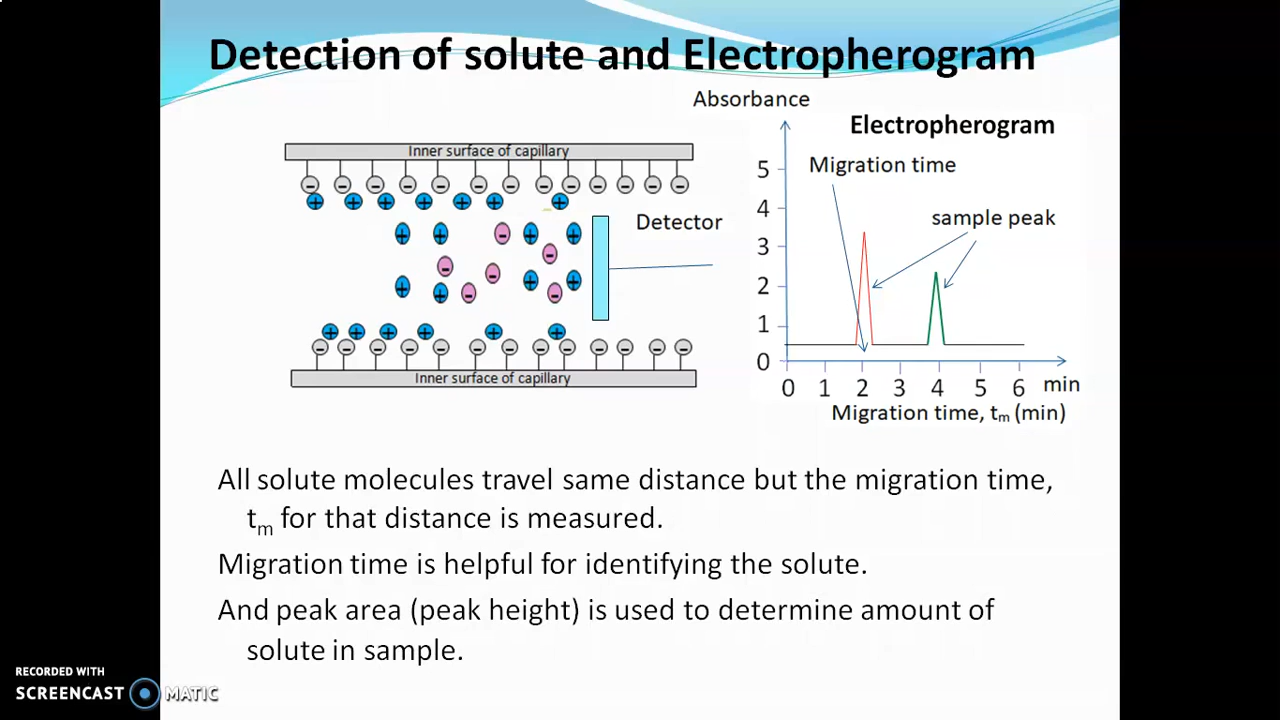 Detection of solute and Electropherogram
Inner surface of capillary
Detector
Inner surface of capillary
Absorbance
Electropherogram
Migration time
sample peak
5
4
3
2
1
0
0 1 2 3 4 5 6 min
Migration time, tm (min)
All solute molecules travel same distance but the migration time,
tm for that distance is measured.
Migration time is helpful for identifying the solute.
And peak area (peak height) is used to determine amount of
solute in sample.
RECORDED WITH
SCREENCAST MATIC